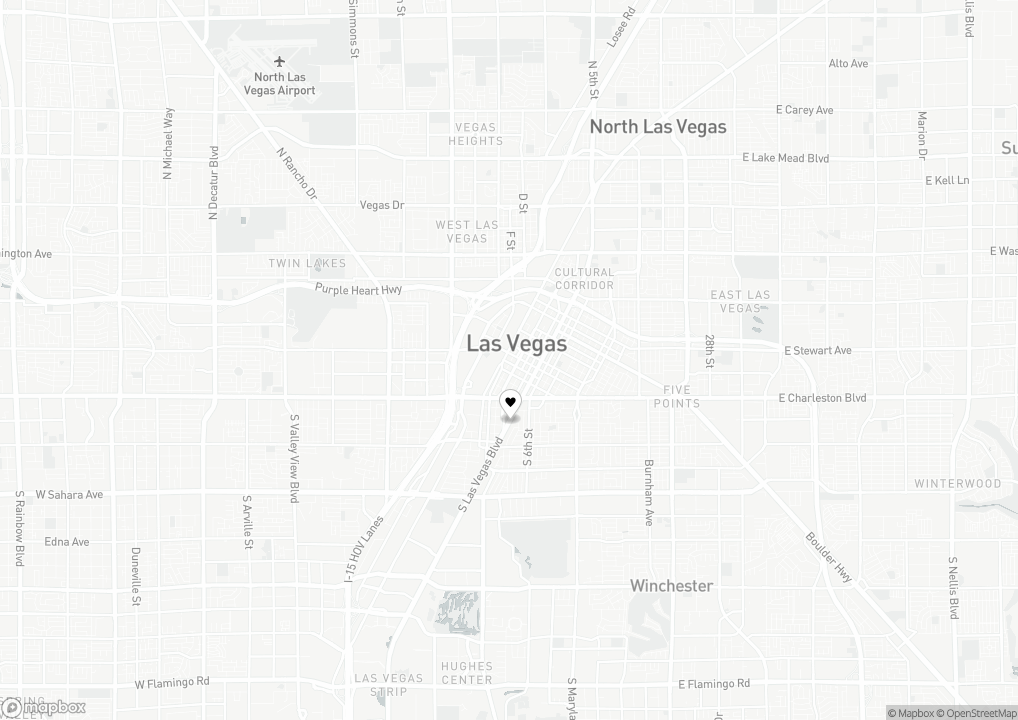 Simmons St
h St
Losee Rd
llis Blvd
North Las
Vegas Airport
N 5th St
Alto Ave
E Carey Ave
VEGAS
HEIGHTS
North Las Vegas
N Michael Way
N Decatur Blvd
N Rancho Dr
Marion Dr
Su
E Lake Mead Blvd
E Kell Ln
Vegas Dr
D St
F St
WEST LAS
VEGAS
ington Ave
E Was
TWIN LAKES
CULTURAL
CORRIDOR
Purple Heart Hwy
EAST LAS
VEGAS
Las Vegas
28th St
E Stewart Ave
FIVE
POINTS
E Charleston Blvd
S Valley View Blvd
S Las Vegas Blvd
S 6th St
Burnham Ave
WINTERWOOD
W Sahara Ave
S Rainbow Blvd
S Arville St
I-15 HOV Lanes
Edna Ave
Duneville St
Boulder Hwy
S Nellis Blvd
Winchester
HUGHES
CENTER
LAS VEGAS
STRIP
W Flamingo Rd
S Maryla
E Flamingo Rd
SPRING
VALLEY
mapbox
© Mapbox © OpenStreetMap